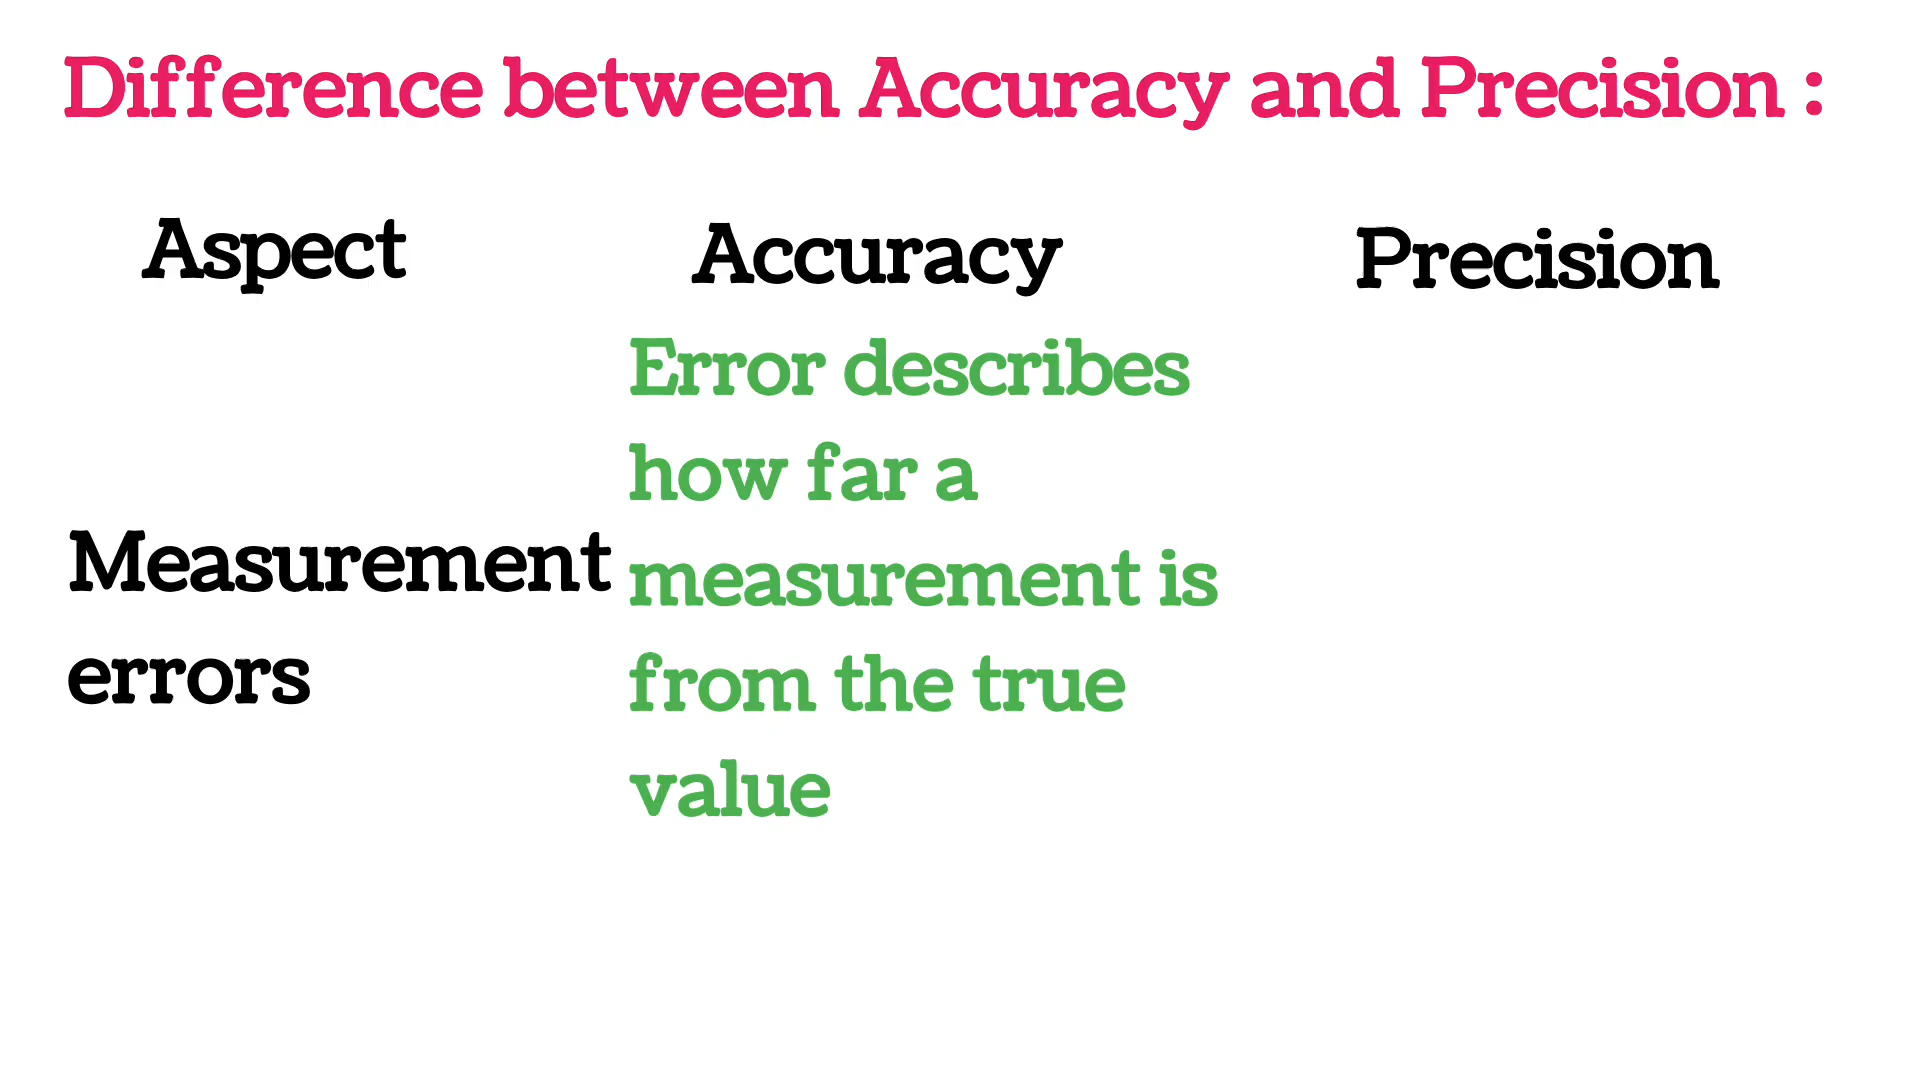 Difference between Accuracy and Precision :
Aspect
Accuracy
Precision
Measurement
errors
Error describes
how far a
measurement is
from the true
value